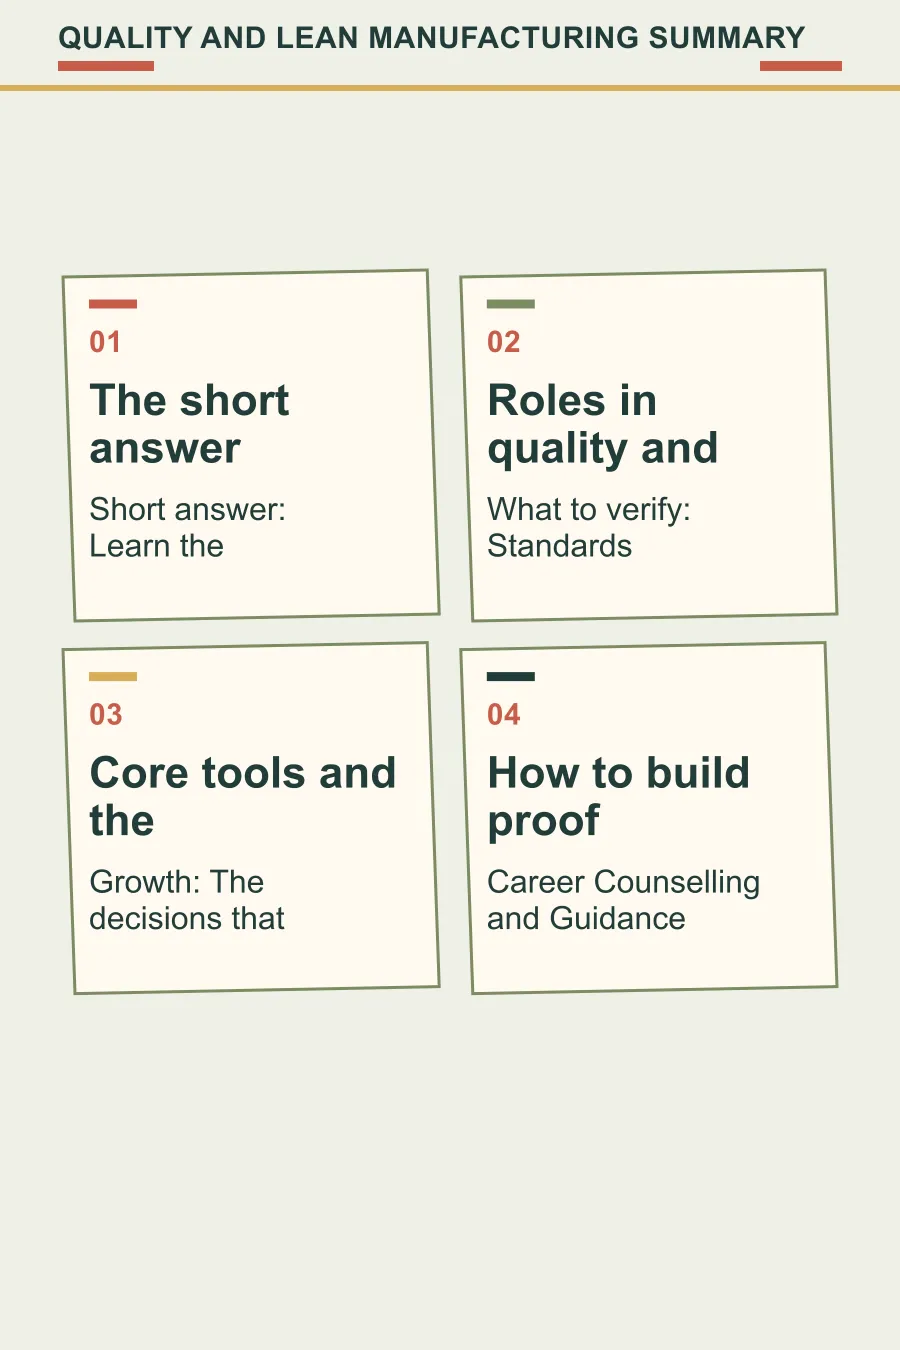 QUALITY AND LEAN MANUFACTURING SUMMARY
01
The short
answer
Short answer:
Learn the
02
Roles in
quality and
What to verify:
Standards
03
Core tools and
the
Growth: The
decisions that
04
How to build
proof
Career Counselling
and Guidance